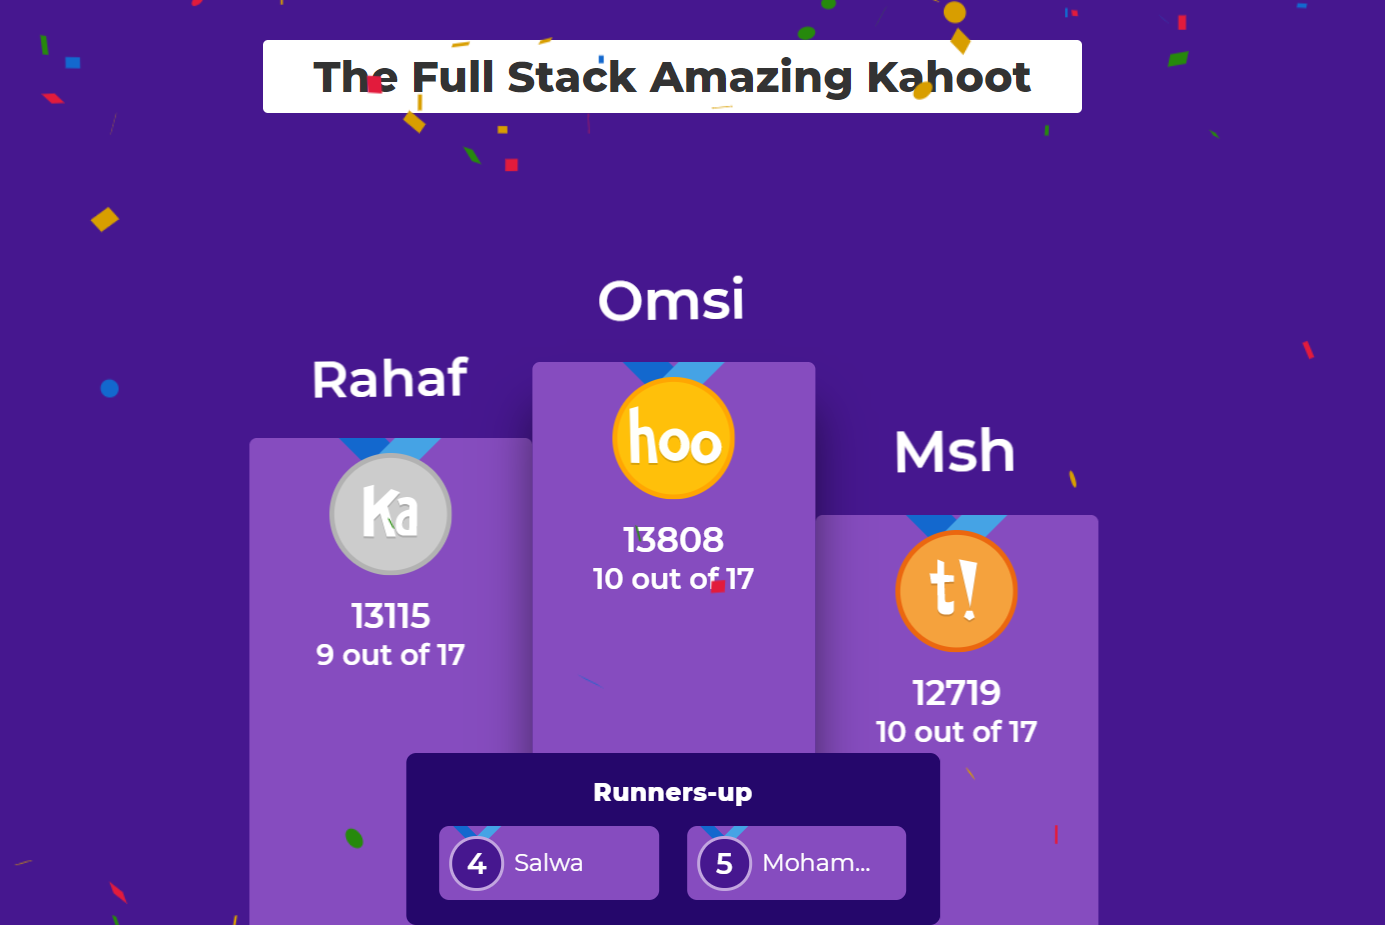 The Full Stack Amazing Kahoot
Omsi
Rahaf
Msh
hoo
Ka
t!
13808
10 out of 17
13115
9 out of 17
12719
10 out of 17
Runners-up
4 Salwa
5 Moham...